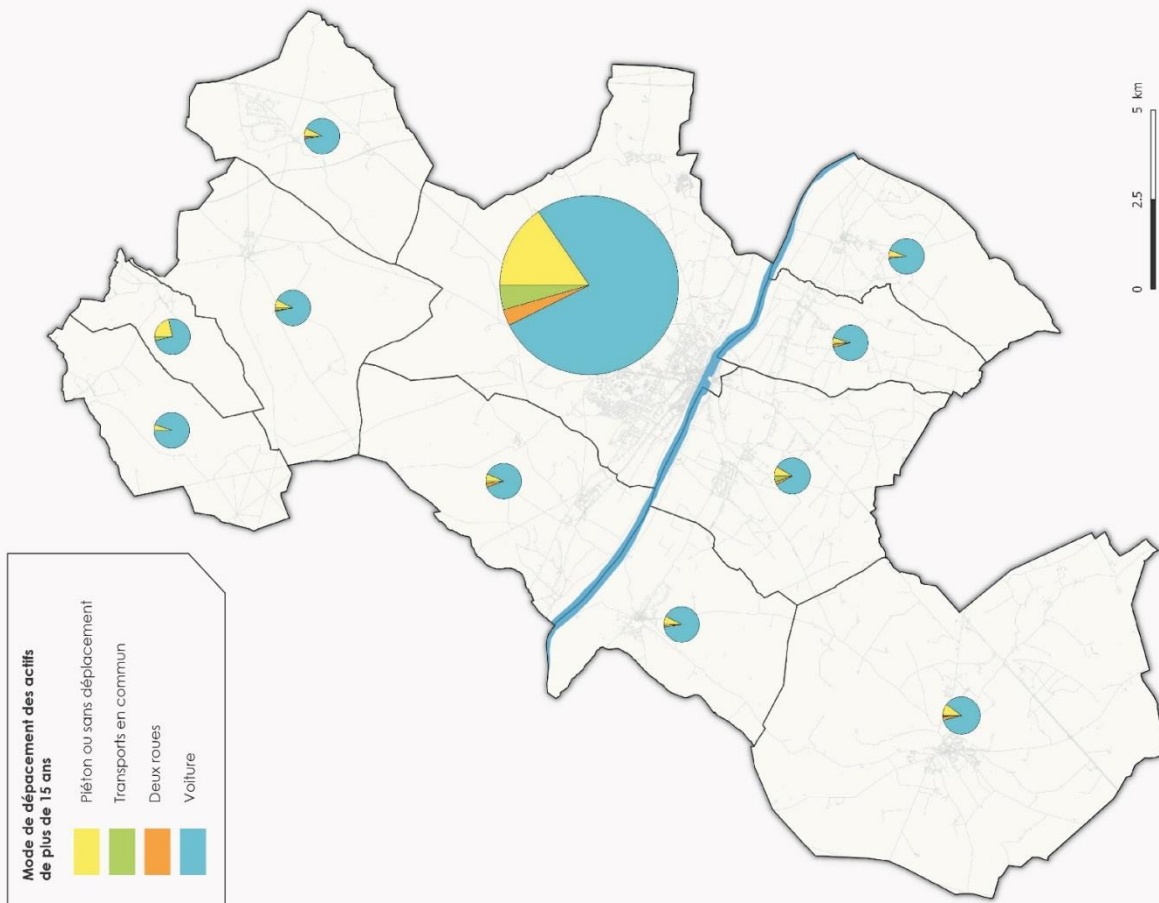 Mode de dépacement des actifs
de plus de 15 ans
Piéton ou sans déplacement
Transports en commun
Deux roues
Voiture
0 2.5 5 km